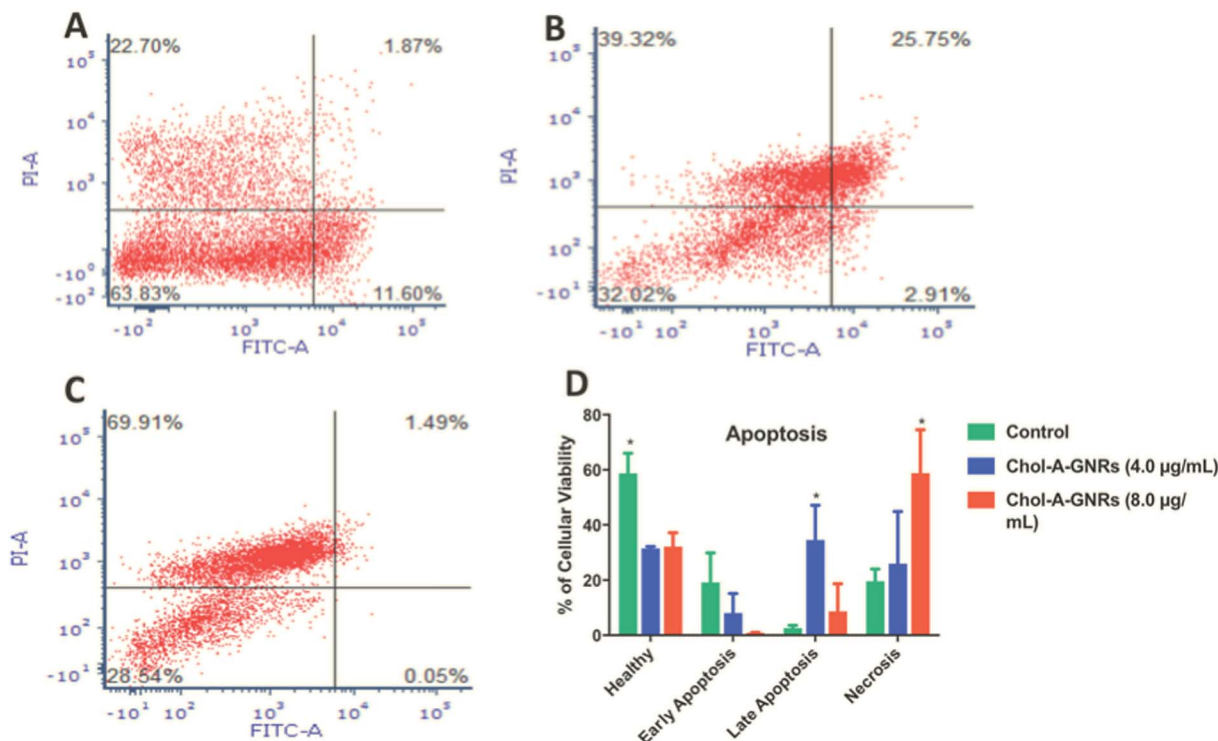 A
22.70%
1.87%
10⁵
10⁴
10³
-10⁰
-10²
PI-A
63.83%
11.60%
-10²
10³
10⁴
10⁵
FITC-A
B
39.32%
25.75%
10⁵
10⁴
10³
10²
-10¹
PI-A
32.02%
2.91%
-10¹
10²
10³
10⁴
10⁵
FITC-A
C
69.91%
1.49%
10⁵
10⁴
10³
10²
-10¹
PI-A
28.54%
0.05%
-10¹
10²
10³
10⁴
10⁵
FITC-A
D
Apoptosis
% of Cellular Viability
80
60
40
20
0
*
*
*
Healthy
Early Apoptosis
Late Apoptosis
Necrosis
Control
Chol-A-GNRs (4.0 µg/mL)
Chol-A-GNRs (8.0 µg/
mL)